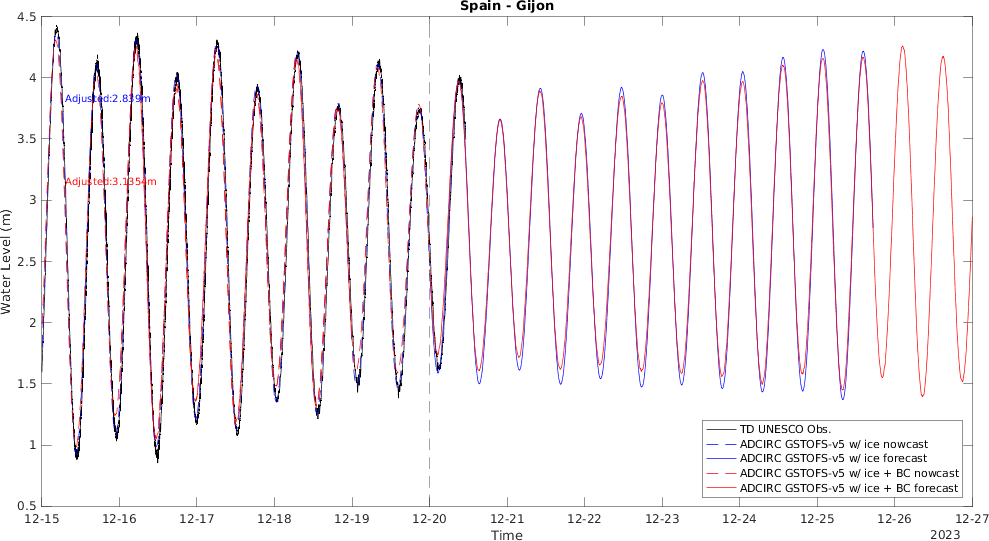 Spain - Gijon
4.5
4
3.5
3
2.5
2
1.5
1
0.5
Water Level (m)
Adjusted:2.839m
Adjusted:3.1354m
TD UNESCO Obs.
ADCIRC GSTOFS-v5 w/ ice nowcast
ADCIRC GSTOFS-v5 w/ ice forecast
ADCIRC GSTOFS-v5 w/ ice + BC nowcast
ADCIRC GSTOFS-v5 w/ ice + BC forecast
12-15 12-16 12-17 12-18 12-19 12-20 12-21 12-22 12-23 12-24 12-25 12-26 12-27
Time
2023